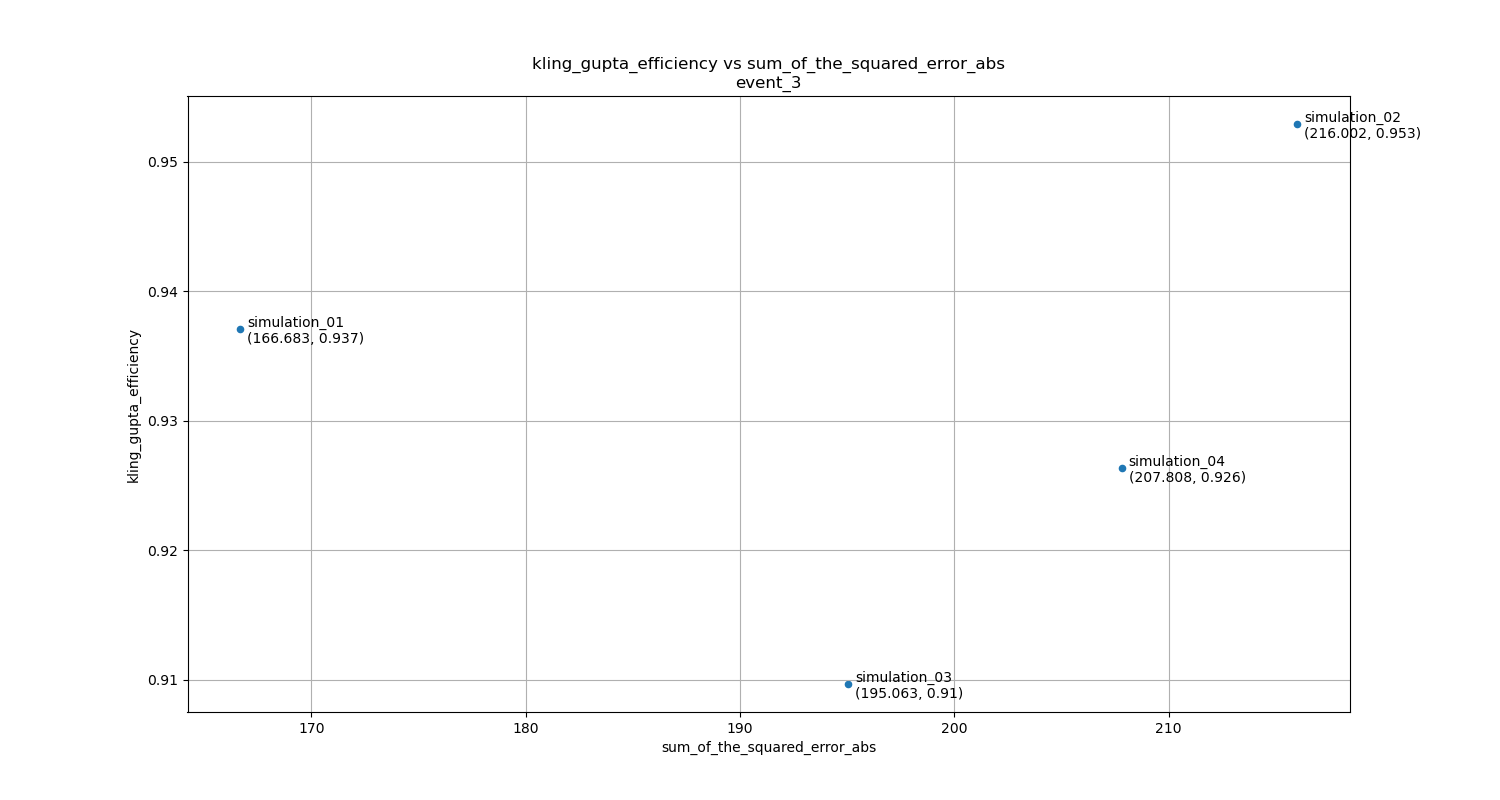 kling_gupta_efficiency vs sum_of_the_squared_error_abs
event_3
simulation_02
(216.002, 0.953)
0.95
0.94
simulation_01
(166.683, 0.937)
kling_gupta_efficiency
0.93
simulation_04
(207.808, 0.926)
0.92
simulation_03
(195.063, 0.91)
0.91
170
180
190
200
210
sum_of_the_squared_error_abs